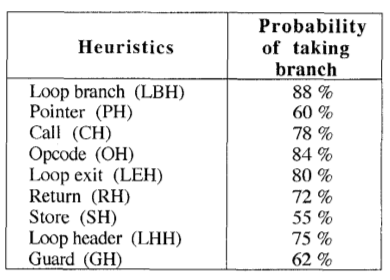 Heuristics Probability of taking branch
Loop branch (LBH) 88 %
Pointer (PH) 60 %
Call (CH) 78 %
Opcode (OH) 84 %
Loop exit (LEH) 80 %
Return (RH) 72 %
Store (SH) 55 %
Loop header (LHH) 75 %
Guard (GH) 62 %